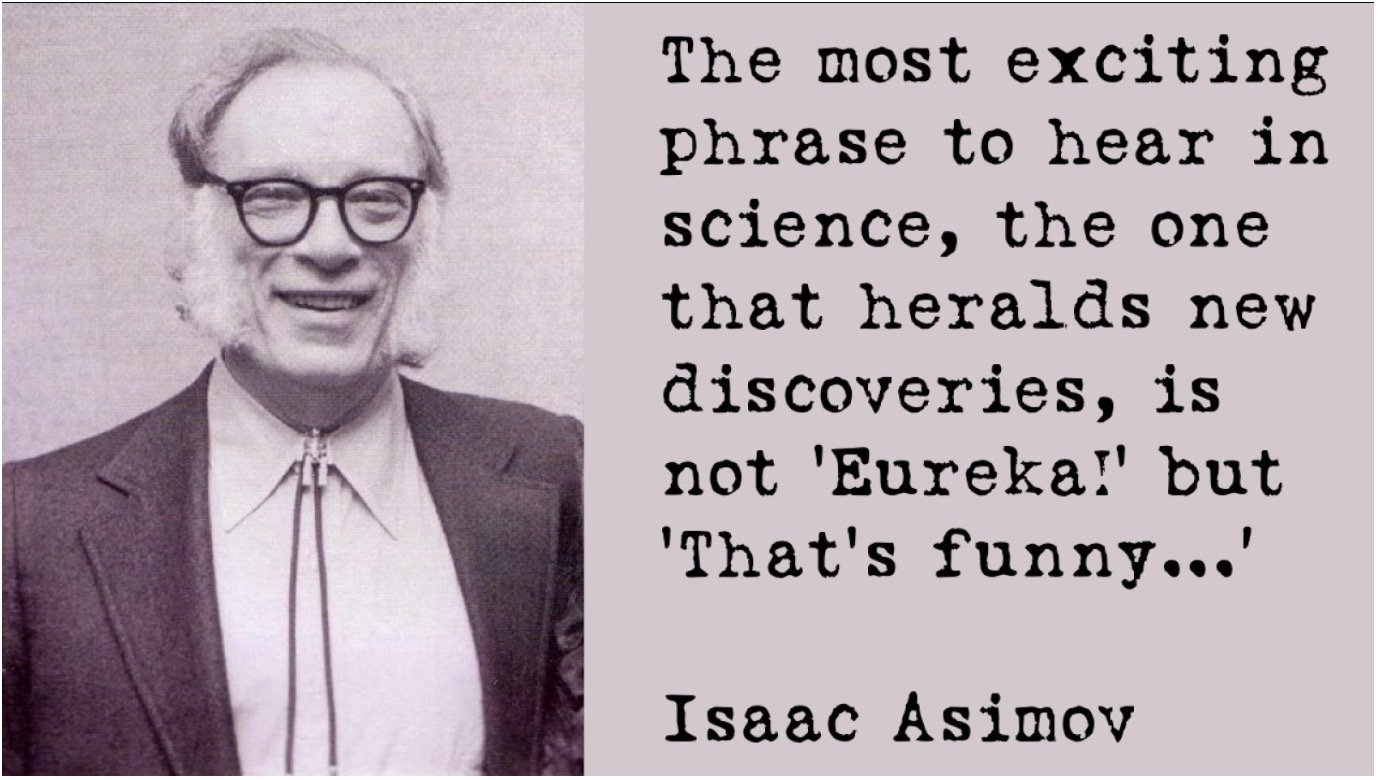 The most exciting
phrase to hear in
science, the one
that heralds new
discoveries, is
not 'Eureka!' but
'That's funny...'
Isaac Asimov